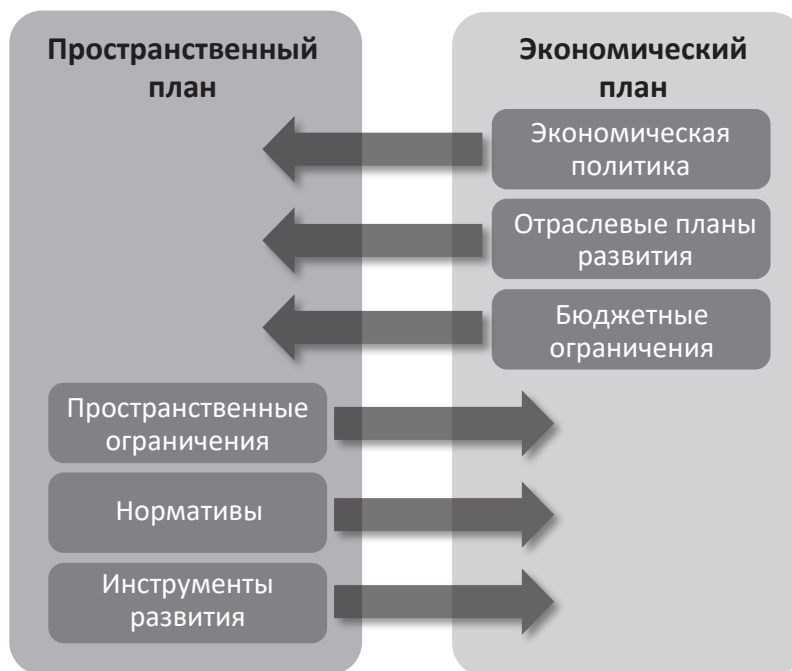 Пространственный
план
Экономический
план
Экономическая
политика
Отраслевые планы
развития
Бюджетные
ограничения
Пространственные
ограничения
Нормативы
Инструменты
развития